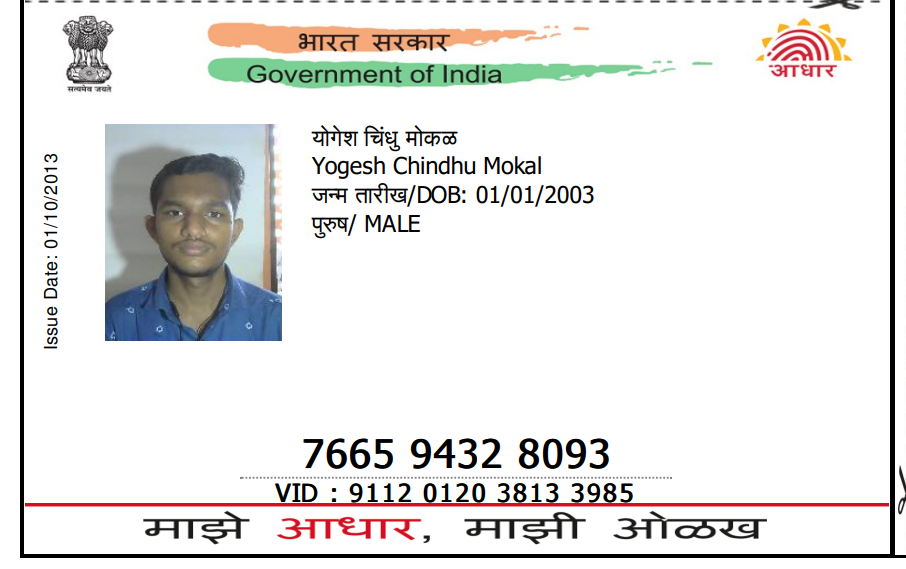 भारत सरकार
Government of India
सत्यमेव जयते
आधार
Issue Date: 01/10/2013
योगेश चिंधु मोकळ
Yogesh Chindhu Mokal
जन्म तारीख/DOB: 01/01/2003
पुरुष/ MALE
7665 9432 8093
VID : 9112 0120 3813 3985
माझे आधार, माझी ओळख